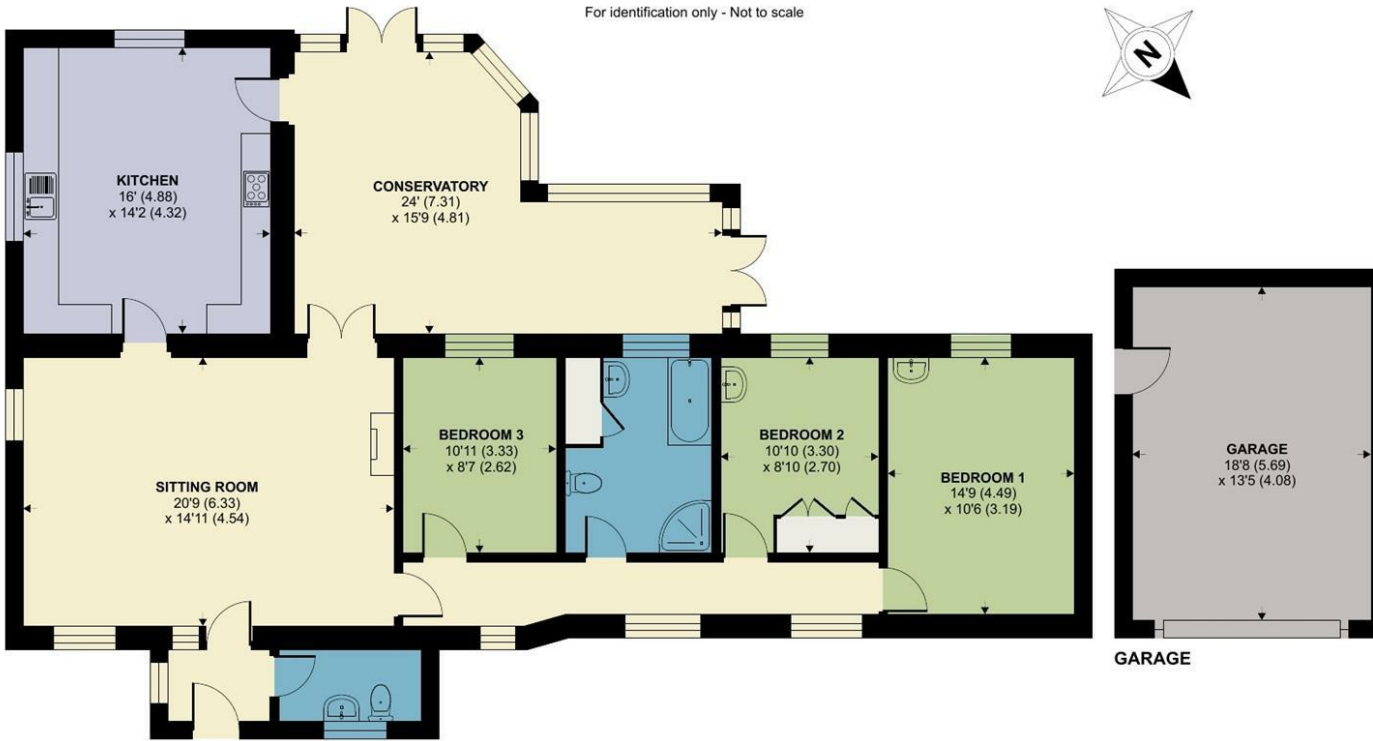 For identification only - Not to scale
N
KITCHEN
16' (4.88)
x 14'2 (4.32)
CONSERVATORY
24' (7.31)
x 15'9 (4.81)
SITTING ROOM
20'9 (6.33)
x 14'11 (4.54)
BEDROOM 3
10'11 (3.33)
x 8'7 (2.62)
BEDROOM 2
10'10 (3.30)
x 8'10 (2.70)
BEDROOM 1
14'9 (4.49)
x 10'6 (3.19)
GARAGE
18'8 (5.69)
x 13'5 (4.08)
GARAGE